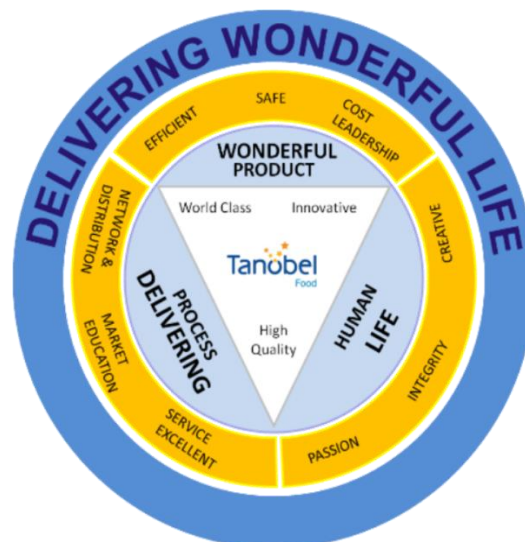 DELIVERING WONDERFUL LIFE
EFFICIENT
SAFE
COST
LEADERSHIP
WONDERFUL
PRODUCT
World Class
Innovative
Tanobel
Food
High
Quality
NETWORK &
DISTRIBUTION
MARKET
EDUCATION
SERVICE
EXCELLENT
PROCESS
DELIVERING
HUMAN
LIFE
CREATIVE
INTEGRITY
PASSION